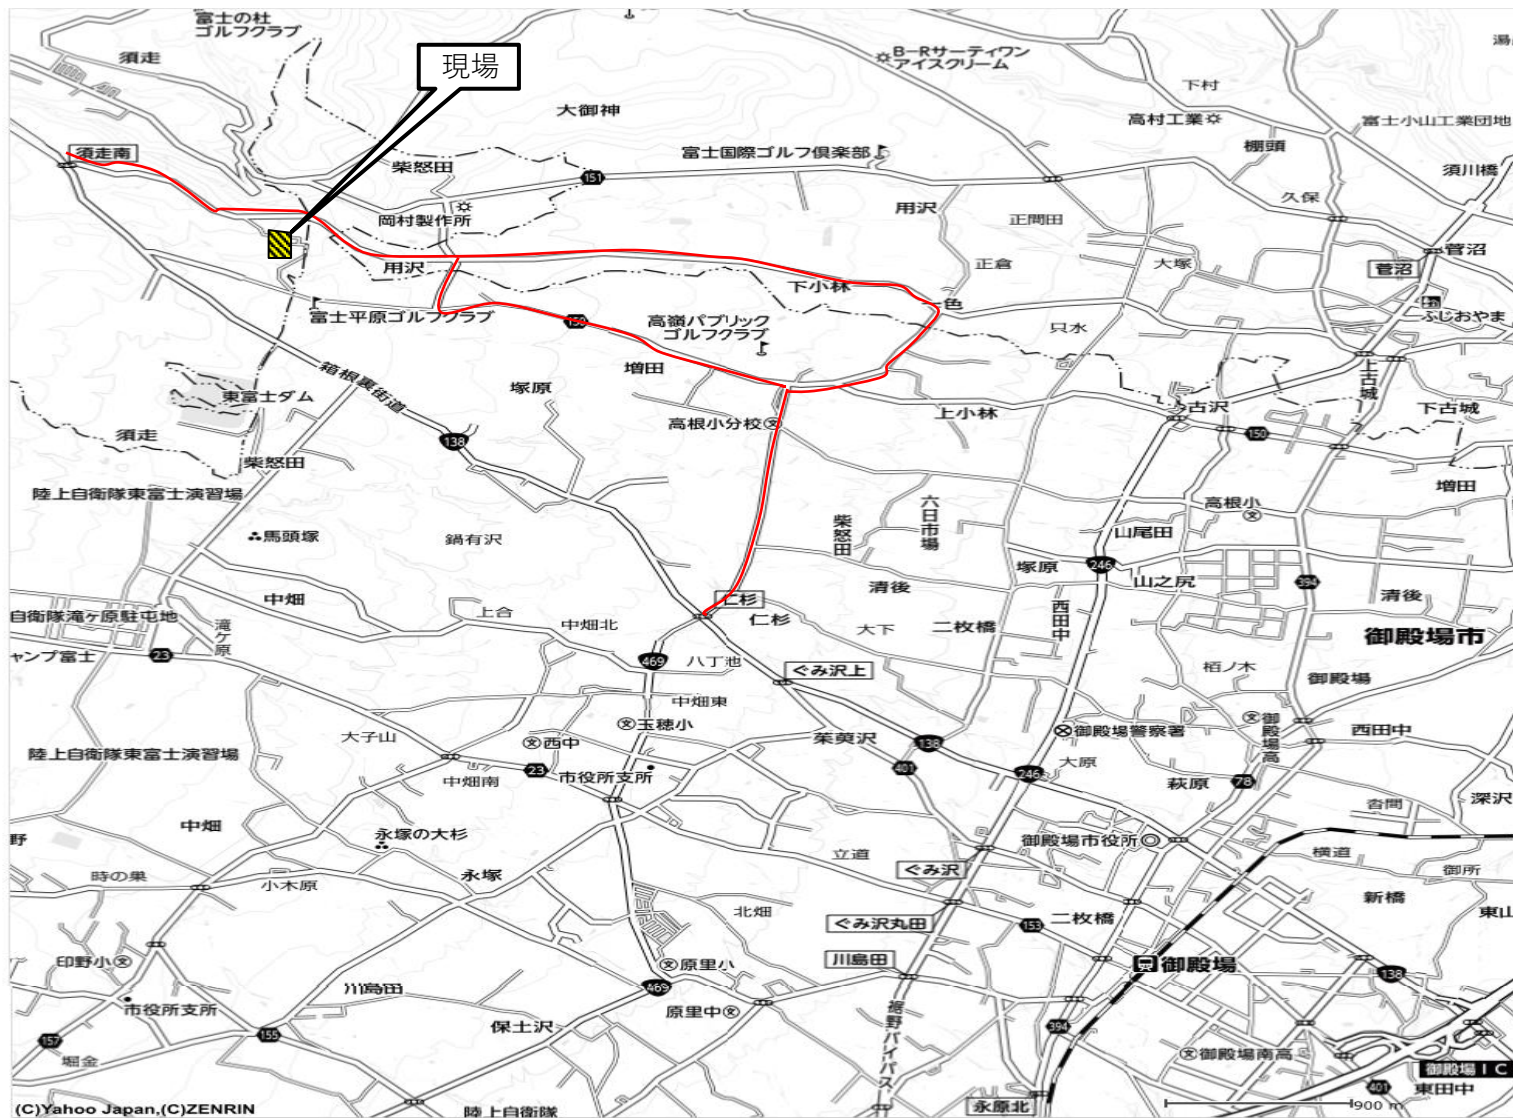 富士の杜
ゴルフクラブ
須走
現場
B-Rサーティワン
アイスクリーム
下村
大御神
高村工業
富士小山工業団地
棚頭
須走南
柴怒田
富士国際ゴルフ倶楽部
須川橋
151
久保
用沢
岡村製作所
正間田
菅沼
菅沼
用沢
正倉
大塚
下小林
一色
富士平原ゴルフクラブ
150
高嶺パブリック
ゴルフクラブ
只水
ふじおやま
増田
箱根裏街道
塚原
上古城
東富士ダム
古沢
下古城
上小林
須走
高根小分校
138
150
柴怒田
陸上自衛隊東富士演習場
増田
高根小
六日市場
柴怒田
馬頭塚
鍋有沢
山尾田
246
塚原
山之尻
清後
394
清後
中畑
上合
仁杉
仁杉
西田中
自衛隊滝ヶ原駐屯地
滝ケ原
中畑北
大下
二枚橋
御殿場市
ャンプ富士
23
469
八丁池
ぐみ沢上
栢ノ木
御殿場
中畑東
玉穂小
御殿場高
西田中
大子山
西中
茱萸沢
138
御殿場警察署
陸上自衛隊東富士演習場
中畑南
23
市役所支所
401
246
大原
萩原
78
沓間
深沢
中畑
野
永塚の大杉
御殿場市役所
立道
横道
御所
時の巣
小木原
永塚
ぐみ沢
新橋
北畑
ぐみ沢丸田
153
二枚橋
東山
印野小
原里小
川島田
御殿場
138
川島田
469
市役所支所
原里中
裾野バイパス
保土沢
394
157
155
堀金
御殿場南高
御殿場IC
401
東田中
(C)Yahoo Japan,(C)ZENRIN
陸上自衛隊
永原北
900 m